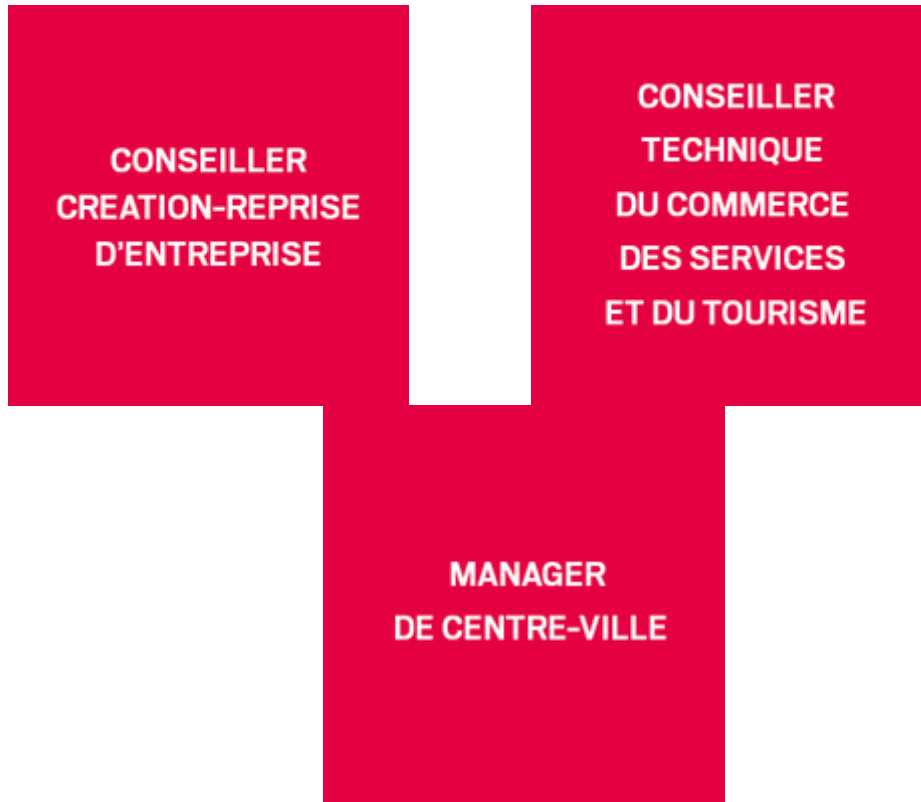 CONSEILLER
CREATION-REPRISE
D'ENTREPRISE
CONSEILLER
TECHNIQUE
DU COMMERCE
DES SERVICES
ET DU TOURISME
MANAGER
DE CENTRE-VILLE